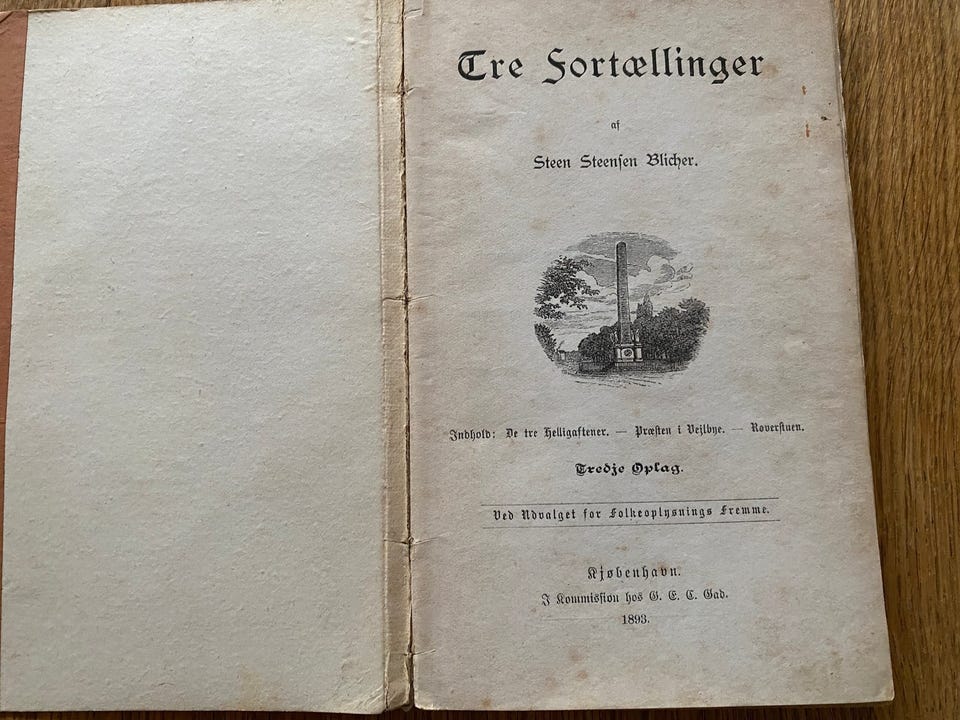 Tre Fortællinger
af
Steen Steensen Blicher.
Indhold: De tre Helligaftener. — Præsten i Vejlbye. — Røverstuen.
Tredje Oplag.
Ved Udvalget for Folkeoplysnings Fremme.
Kjøbenhavn.
I Kommission hos G. E. C. Gad.
1893.